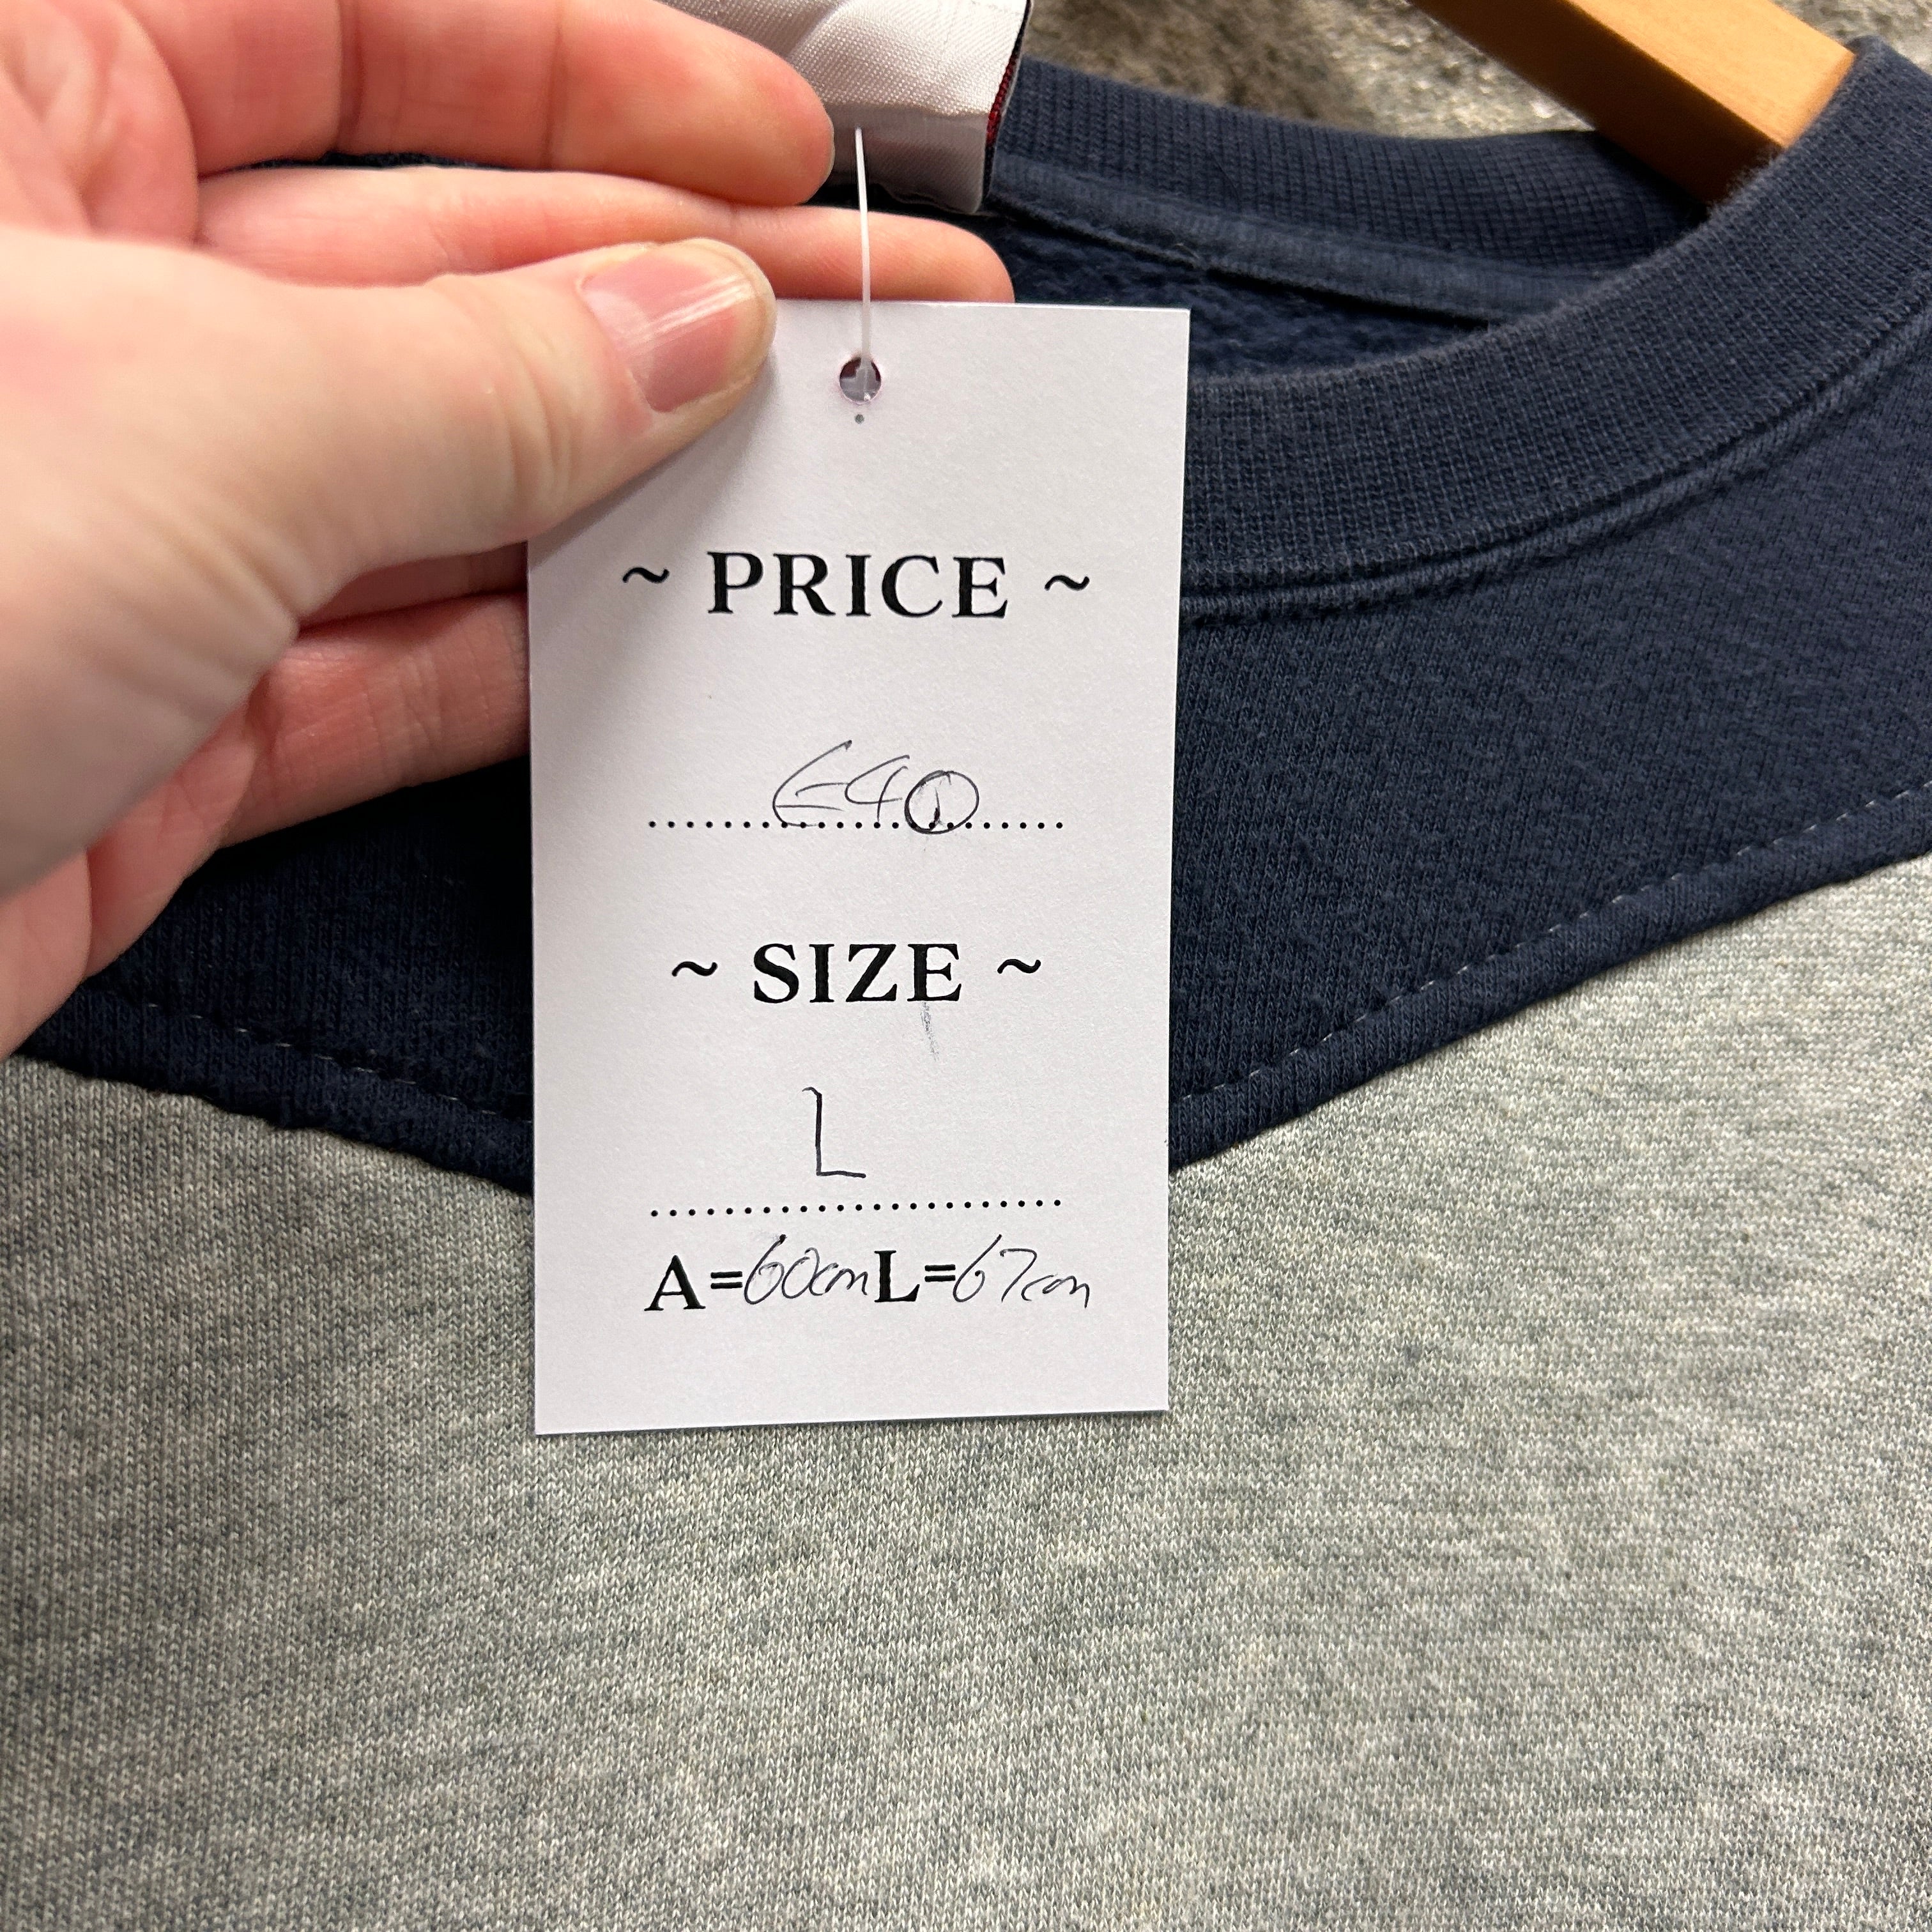 ~ PRICE ~
€40
~ SIZE ~
L
A=60cm L=67cm